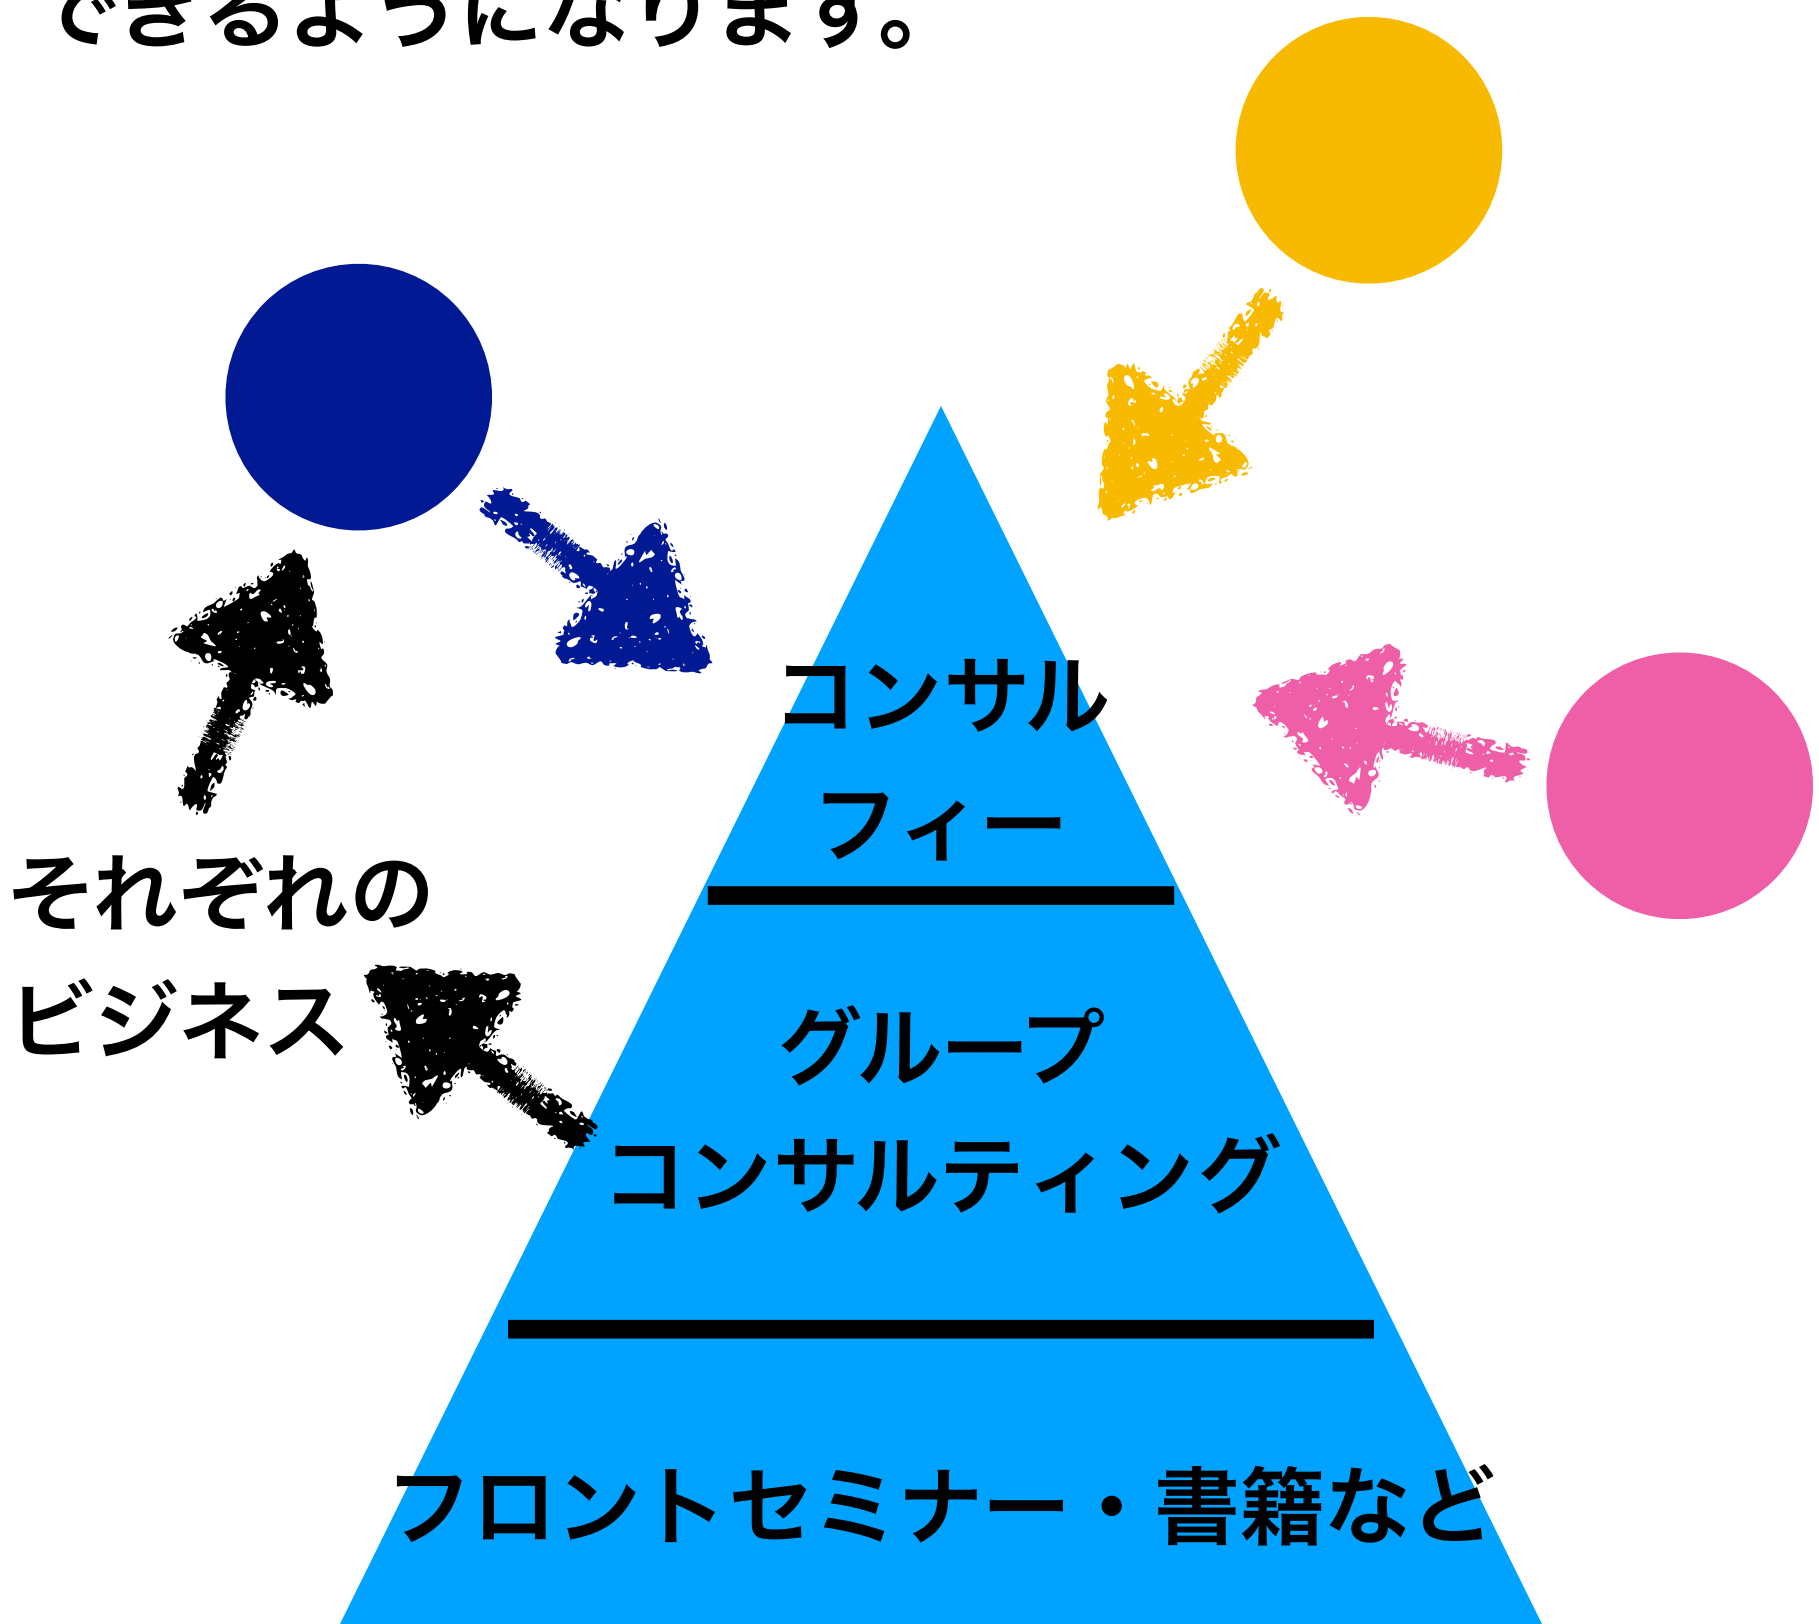 できるようになります。
コンサル
フィー
それぞれの
ビジネス
グループ
コンサルティング
フロントセミナー・書籍など